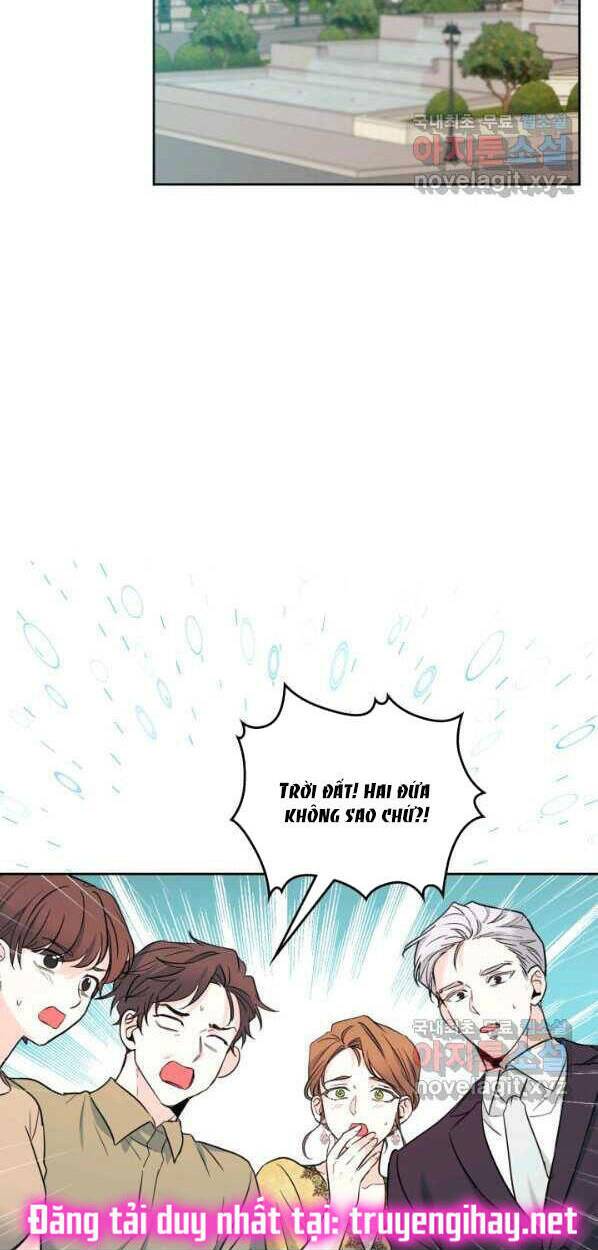 국내최초 무료 웹소설
아지툰소설
novelagit.xyz
TRỜI ĐẤT! HAI ĐỨA
KHÔNG SAO CHỨ?!
국내최초 무료 웹소설
아지툰소설
novelagit.xyz
Đăng tải duy nhất tại: truyengihay.net